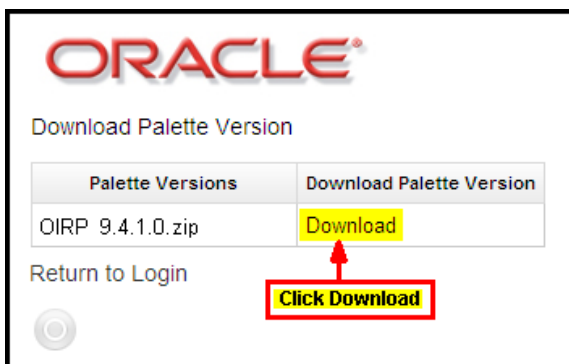 ORACLE®
Download Palette Version
Palette Versions Download Palette Version
OIRP 9.4.1.0.zip Download
Return to Login
Click Download